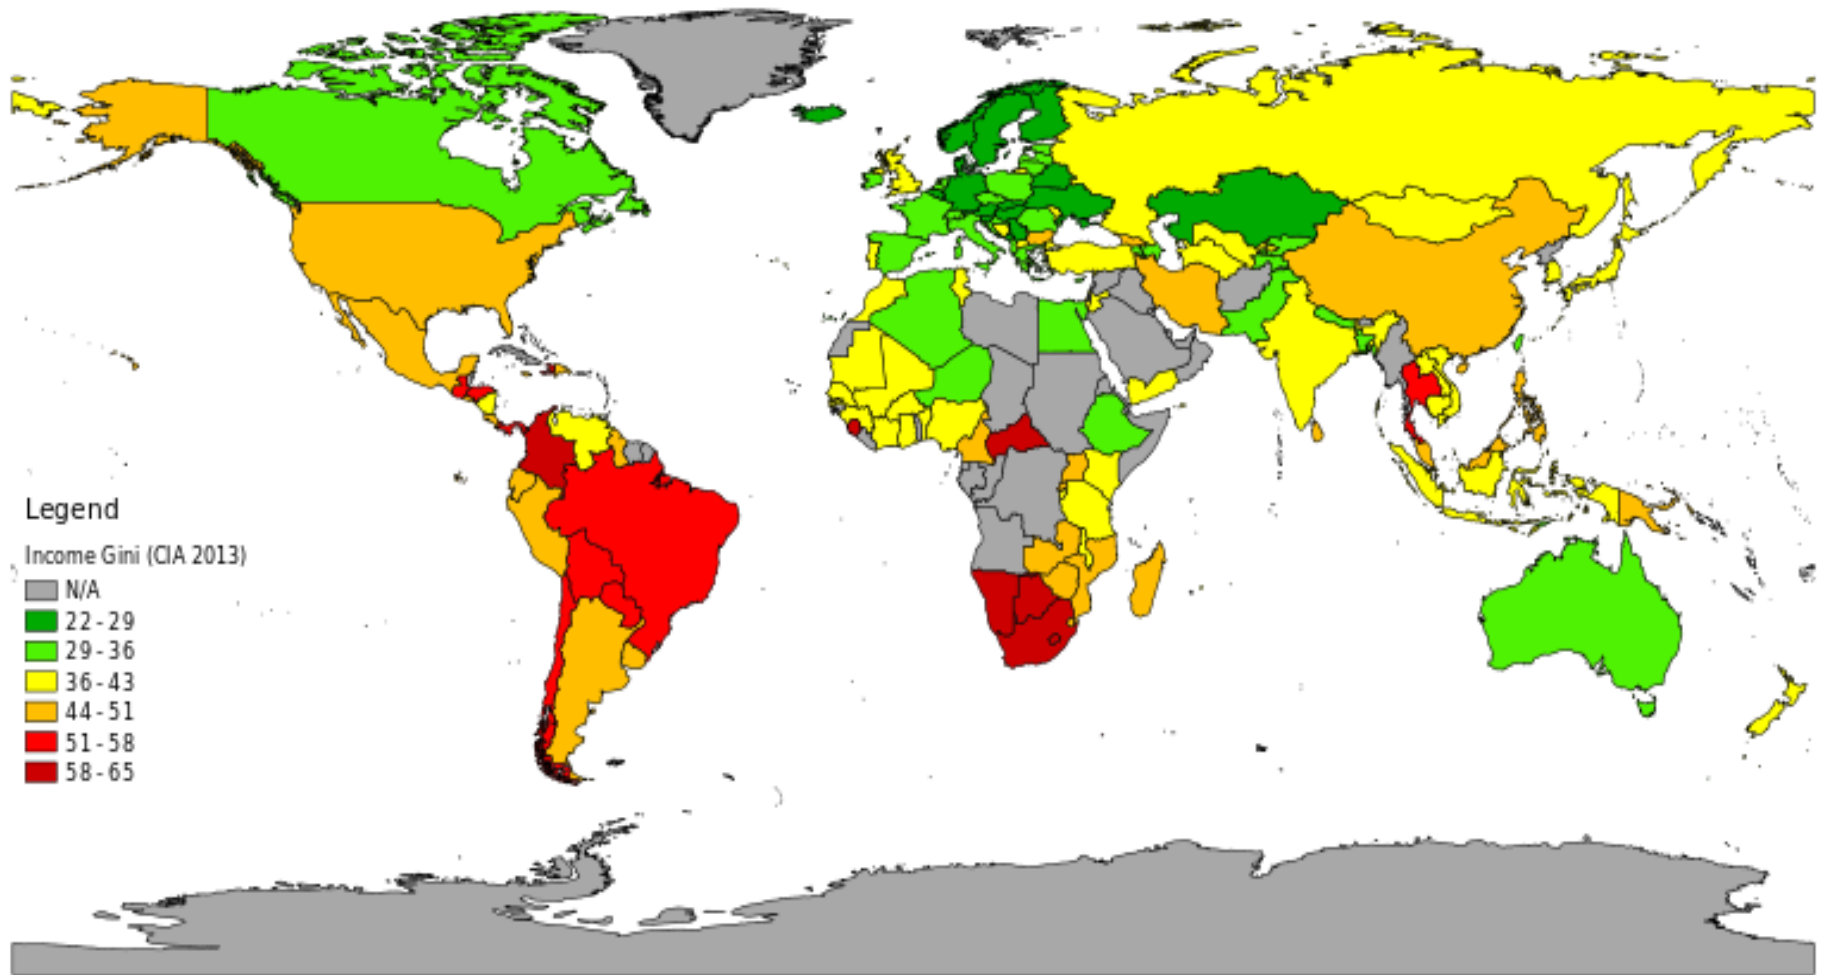 Legend
Income Gini (CIA 2013)
N/A
22 - 29
29 - 36
36 - 43
44 - 51
51 - 58
58 - 65